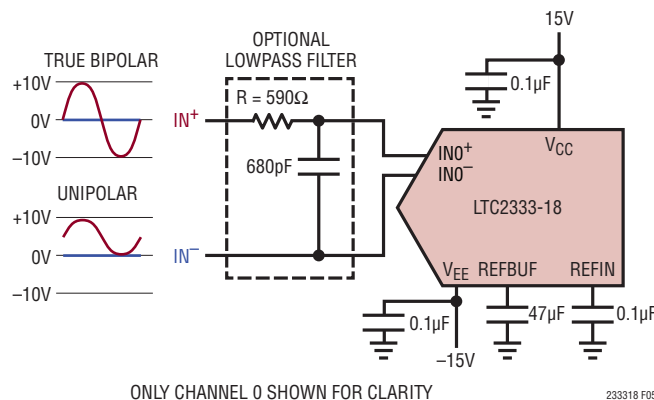 15V
OPTIONAL
LOWPASS FILTER
TRUE BIPOLAR
+10V
0V
–10V
IN+
R = 590Ω
0.1µF
680pF
IN0+
IN0–
VCC
LTC2333-18
UNIPOLAR
+10V
0V
–10V
IN–
VEE REFBUF REFIN
0.1µF
47µF
0.1µF
–15V
ONLY CHANNEL 0 SHOWN FOR CLARITY
233318 F05